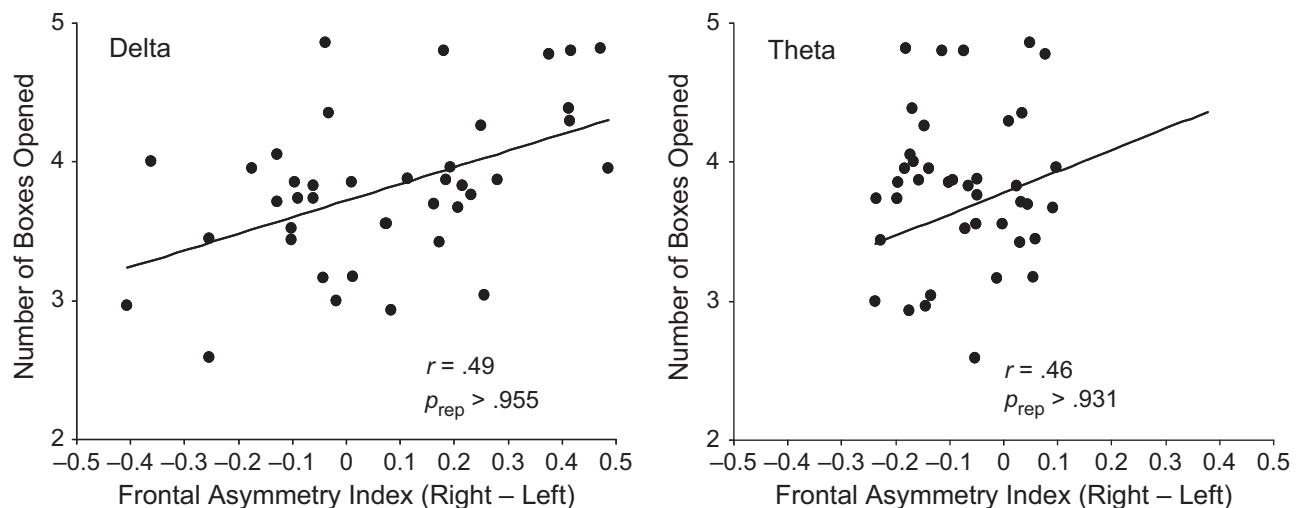 Delta
Number of Boxes Opened
5
4
3
2
r = .49
prep > .955
–0.5 –0.4 –0.3 –0.2 –0.1 0 0.1 0.2 0.3 0.4 0.5
Frontal Asymmetry Index (Right – Left)
Theta
Number of Boxes Opened
5
4
3
2
r = .46
prep > .931
–0.5 –0.4 –0.3 –0.2 –0.1 0 0.1 0.2 0.3 0.4 0.5
Frontal Asymmetry Index (Right – Left)